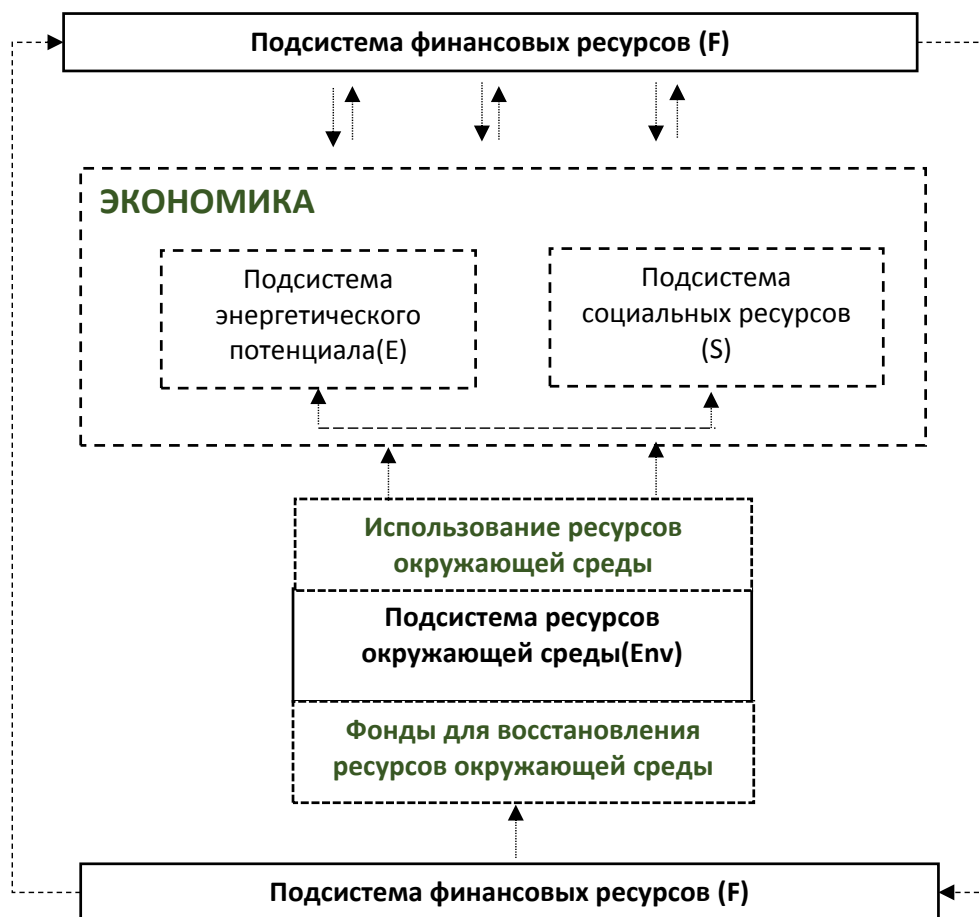 Подсистема финансовых ресурсов (F)
ЭКОНОМИКА
Подсистема
энергетического
потенциала(E)
Подсистема
социальных ресурсов
(S)
Использование ресурсов
окружающей среды
Подсистема ресурсов
окружающей среды(Env)
Фонды для восстановления
ресурсов окружающей среды
Подсистема финансовых ресурсов (F)